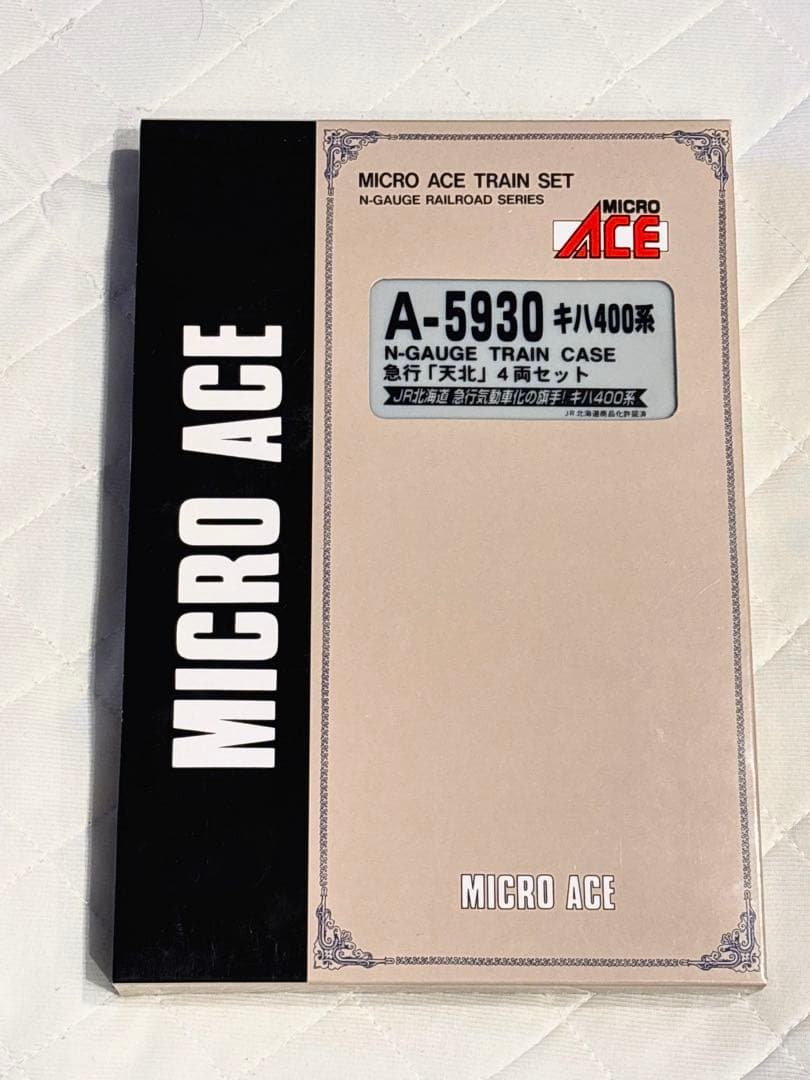 MICRO ACE
MICRO ACE TRAIN SET
N-GAUGE RAILROAD SERIES
MICRO
ACE
A-5930 キハ400系
N-GAUGE TRAIN CASE
急行「天北」4両セット
JR北海道 急行気動車化の旗手!キハ400系
JR北海道商品化許諾済
MICRO ACE